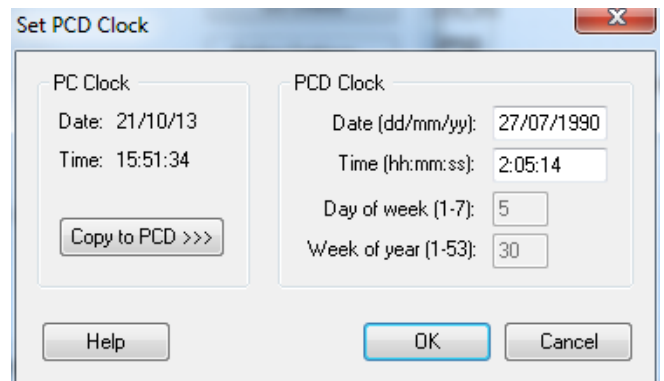 Set PCD Clock
PC Clock
Date: 21/10/13
Time: 15:51:34
Copy to PCD >>>
PCD Clock
Date (dd/mm/yy): 27/07/1990
Time (hh:mm:ss): 2:05:14
Day of week (1-7): 5
Week of year (1-53): 30
Help
OK
Cancel